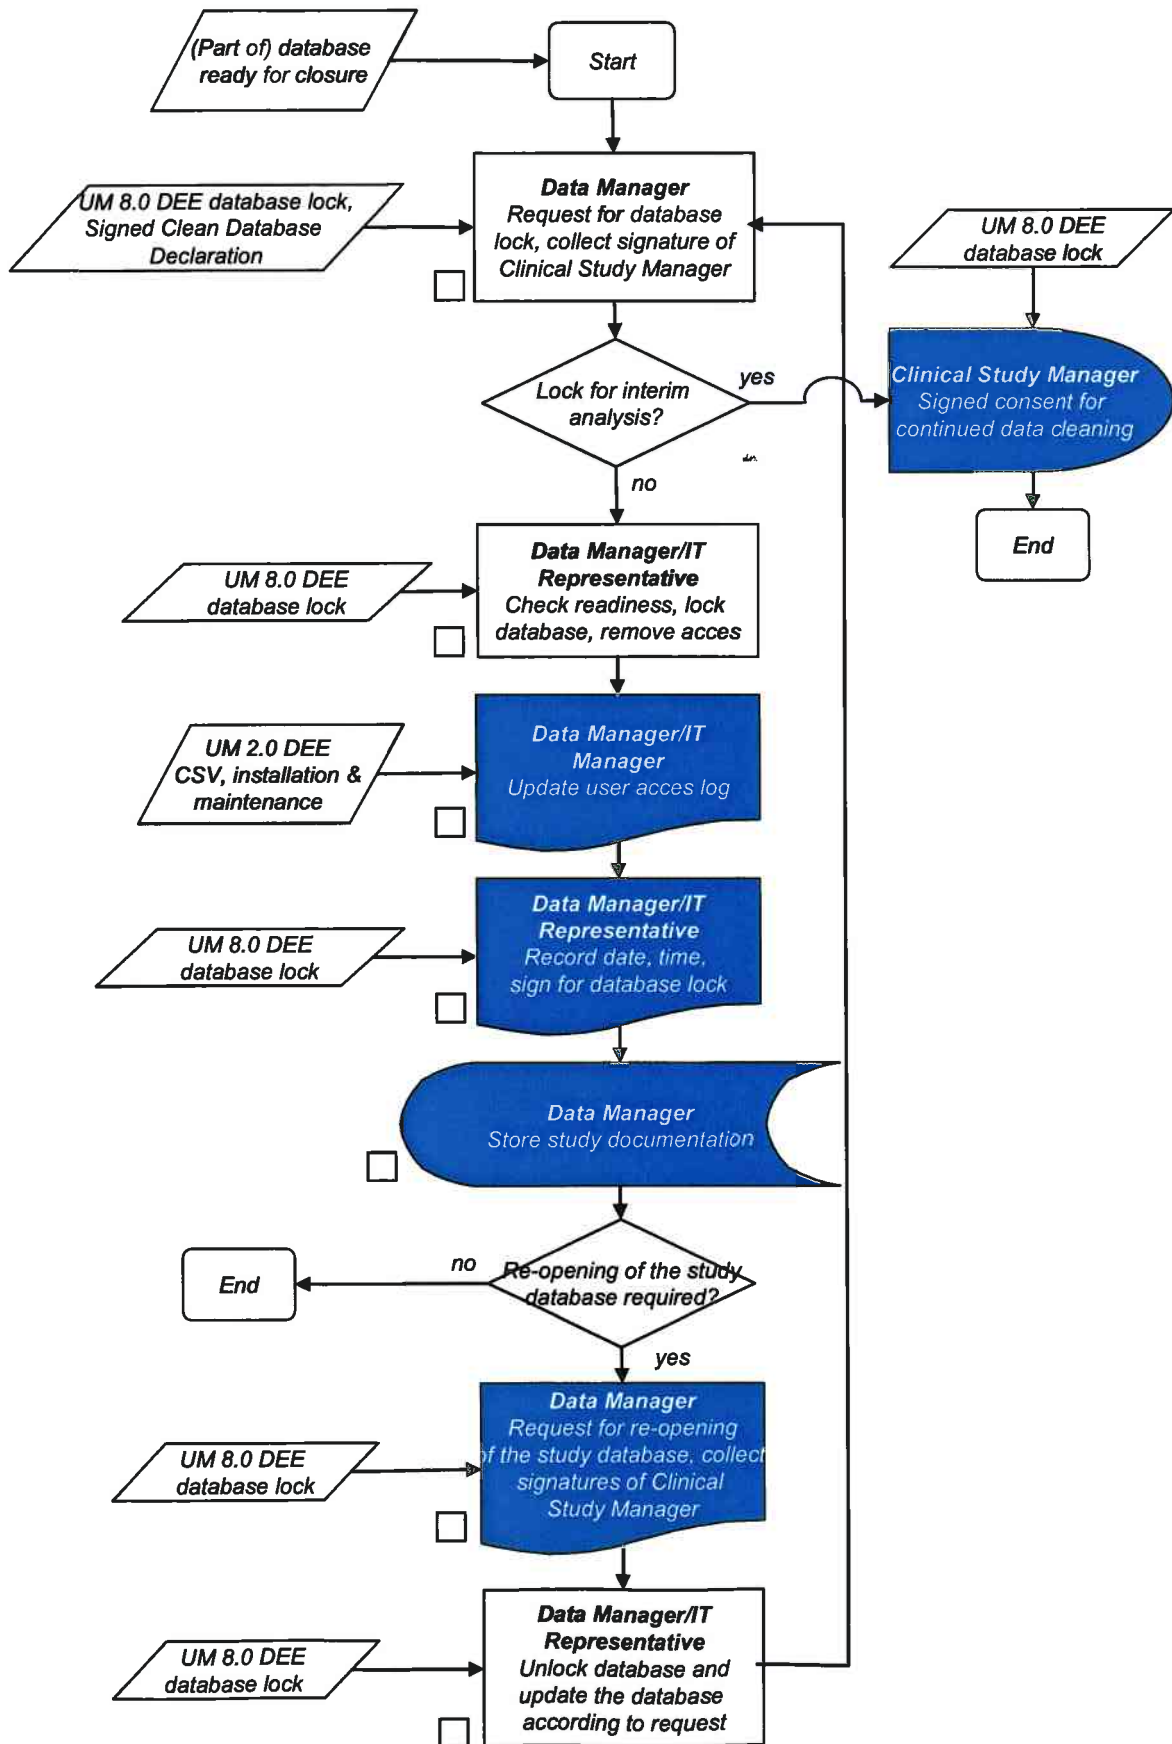 (Part of) database
ready for closure
Start
UM 8.0 DEE database lock,
Signed Clean Database
Declaration
Data Manager
Request for database
lock, collect signature of
Clinical Study Manager
UM 8.0 DEE
database lock
Lock for interim
analysis?
yes
Clinical Study Manager
Signed consent for
continued data cleaning
no
End
UM 8.0 DEE
database lock
Data Manager/IT
Representative
Check readiness, lock
database, remove acces
UM 2.0 DEE
CSV, installation &
maintenance
Data Manager/IT
Manager
Update user acces log
UM 8.0 DEE
database lock
Data Manager/IT
Representative
Record date, time,
sign for database lock
Data Manager
Store study documentation
End
no
Re-opening of the study
database required?
yes
UM 8.0 DEE
database lock
Data Manager
Request for re-opening
of the study database, collect
signatures of Clinical
Study Manager
UM 8.0 DEE
database lock
Data Manager/IT
Representative
Unlock database and
update the database
according to request